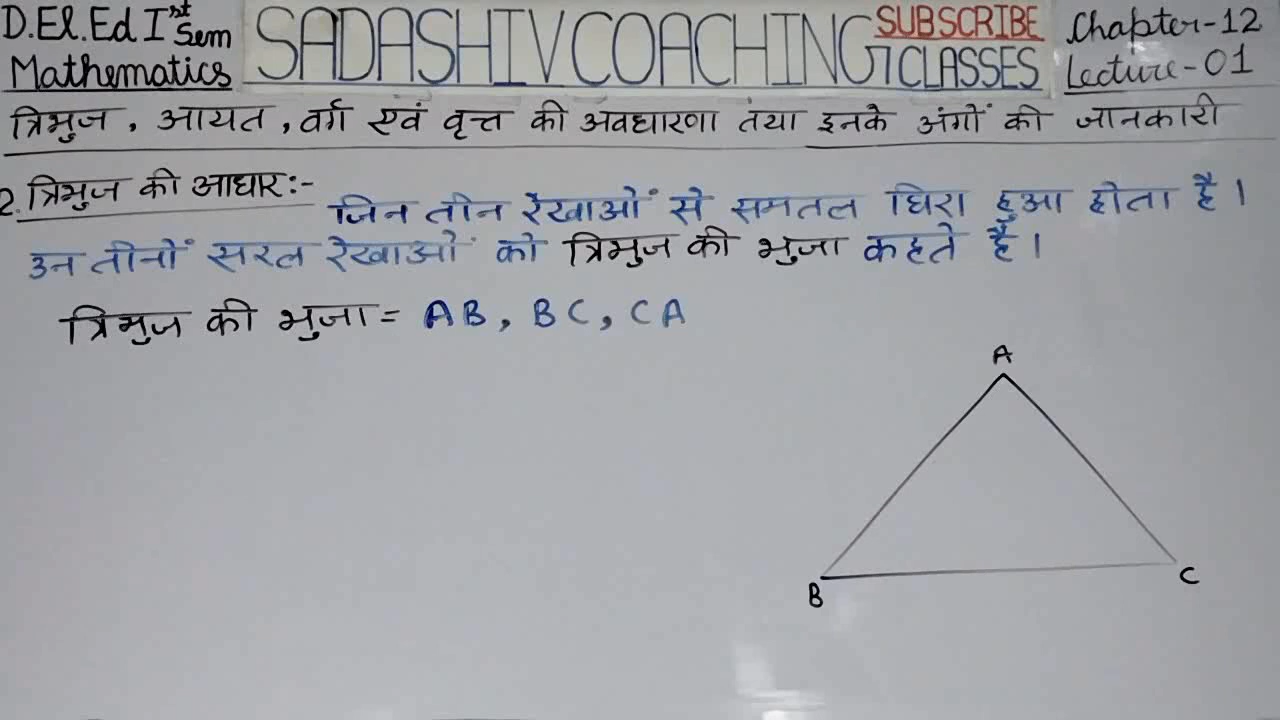 D.El.Ed Ist Sem
Mathematics
SADASHIV COACHING CLASSES
SUBSCRIBE
Chapter-12
Lecture-01
त्रिभुज, आयत, वर्ग एवं वृत्त की अवधारणा तथा इनके अंगों की जानकारी
2. त्रिभुज की आधार:-
जिन तीन रेखाओं से समतल घिरा हुआ होता है।
उन तीनों सरल रेखाओं को त्रिभुज की भुजा कहते हैं।
त्रिभुज की भुजा = AB, BC, CA
A
B
C